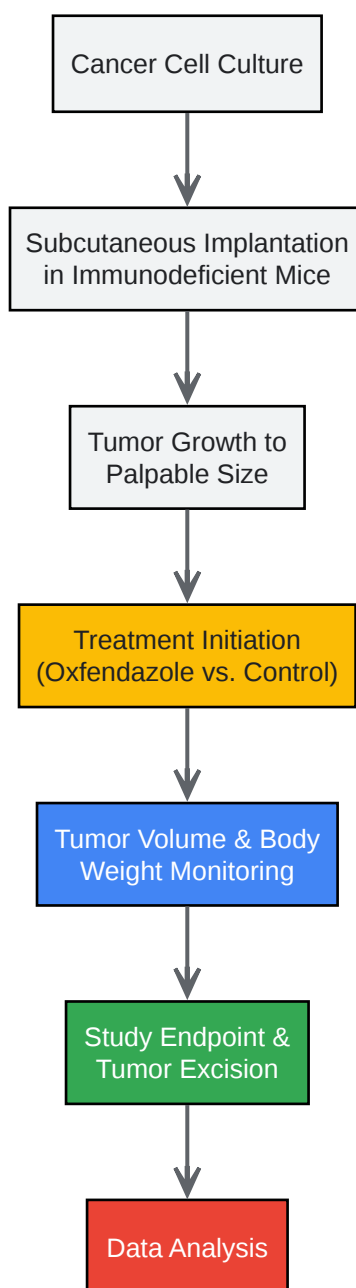 Cancer Cell Culture
Subcutaneous Implantation
in Immunodeficient Mice
Tumor Growth to
Palpable Size
Treatment Initiation
(Oxfendazole vs. Control)
Tumor Volume & Body
Weight Monitoring
Study Endpoint &
Tumor Excision
Data Analysis